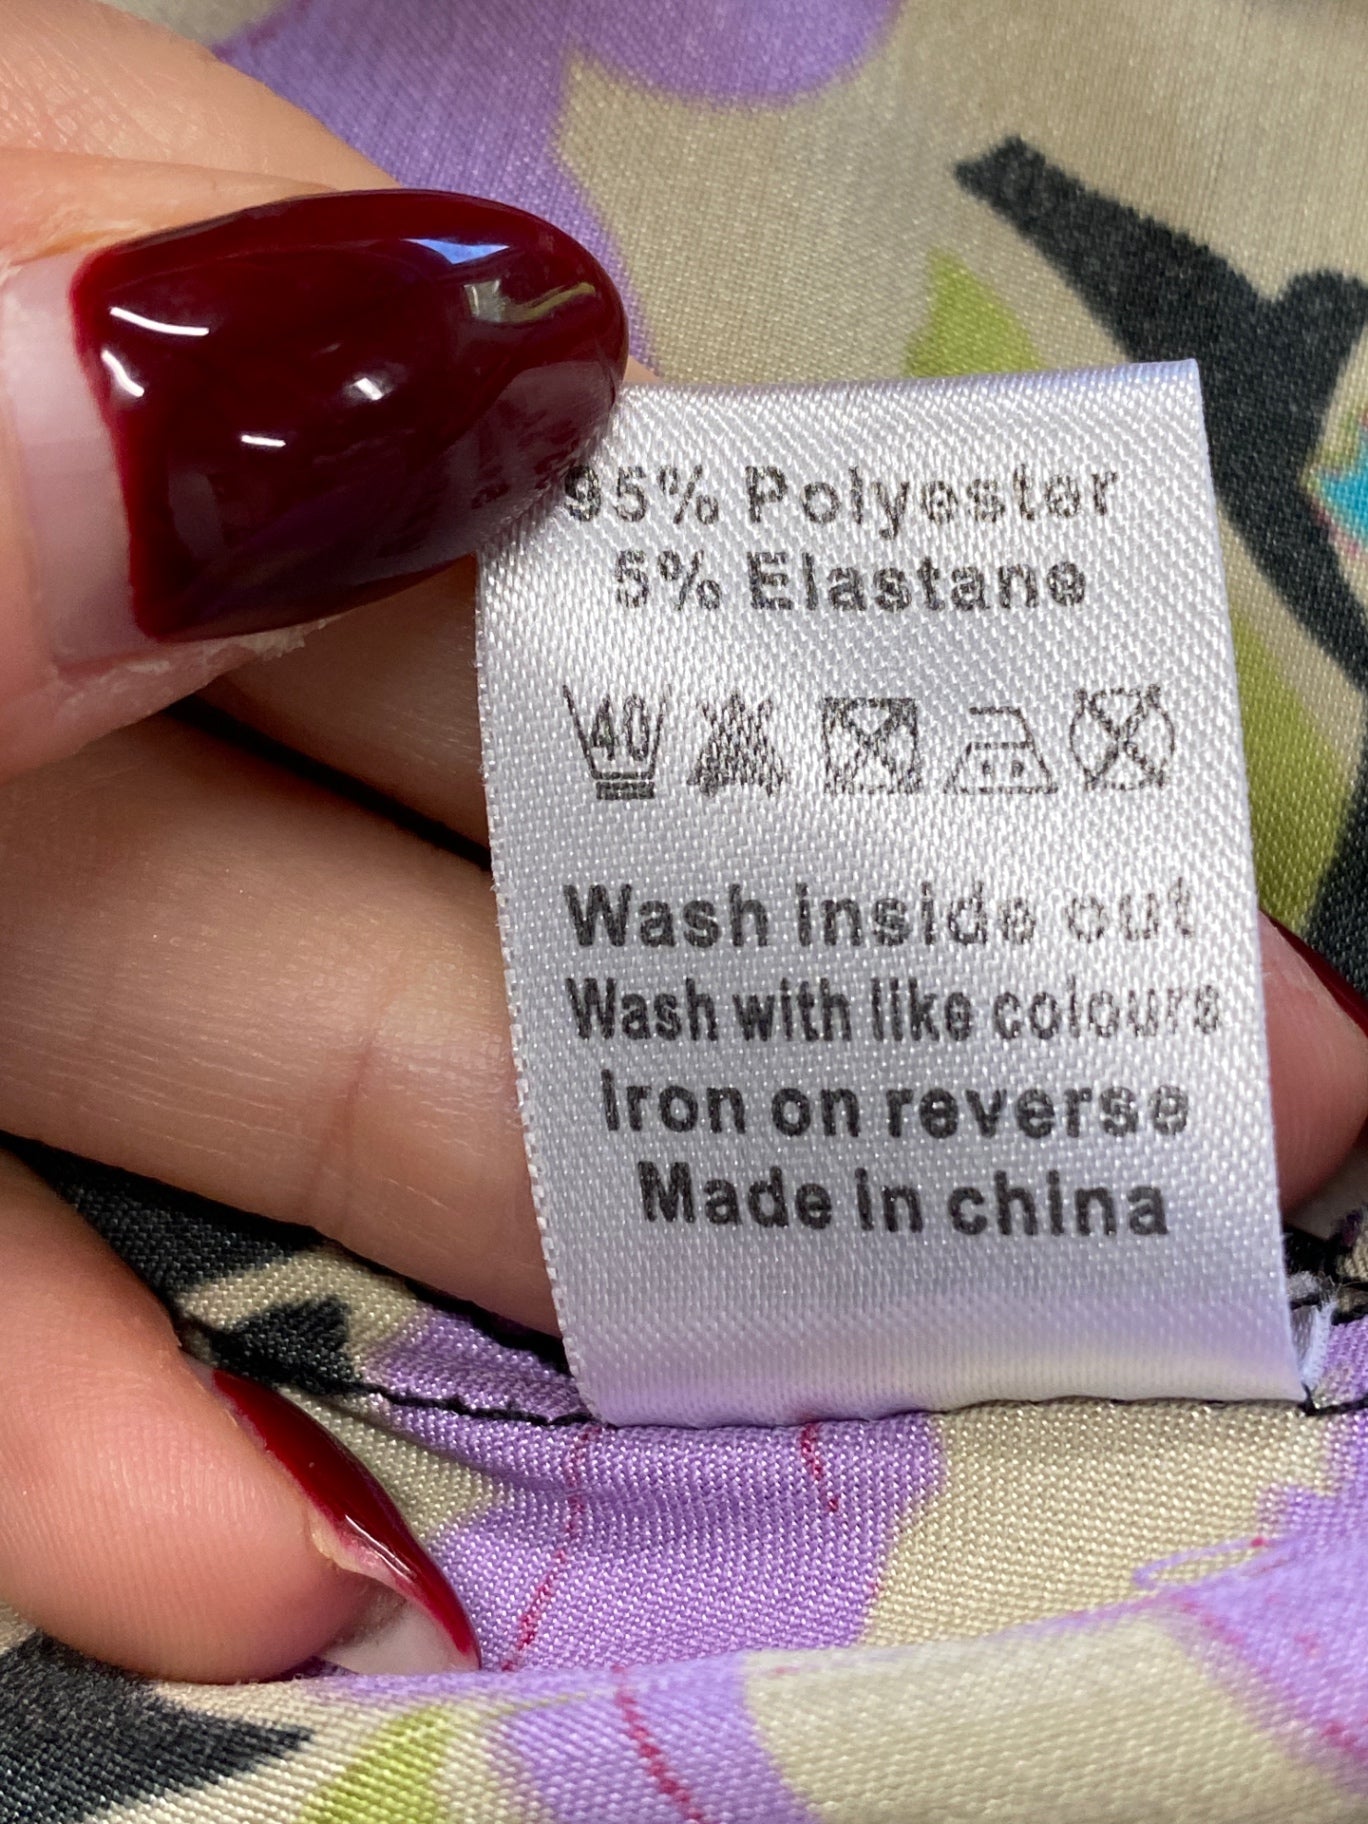 95% Polyester
5% Elastane
40
Wash inside out
Wash with like colours
Iron on reverse
Made in china